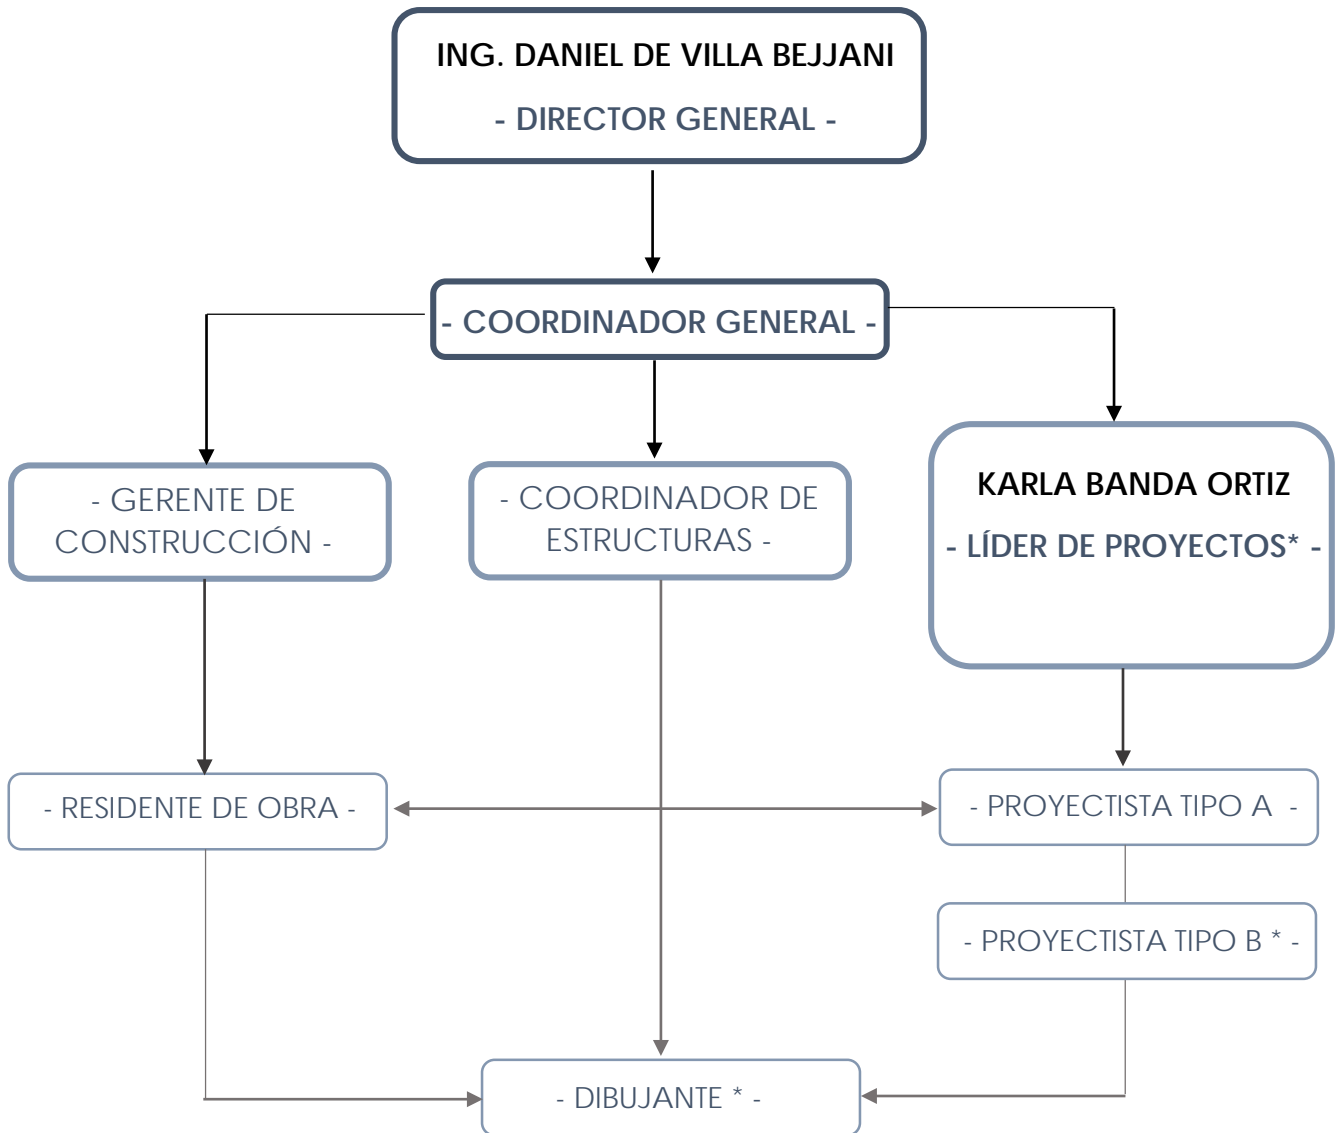 ING. DANIEL DE VILLA BEJJANI
- DIRECTOR GENERAL -
- COORDINADOR GENERAL -
- GERENTE DE
CONSTRUCCIÓN -
- COORDINADOR DE
ESTRUCTURAS -
KARLA BANDA ORTIZ
- LÍDER DE PROYECTOS* -
- RESIDENTE DE OBRA -
- PROYECTISTA TIPO A -
- PROYECTISTA TIPO B * -
- DIBUJANTE * -